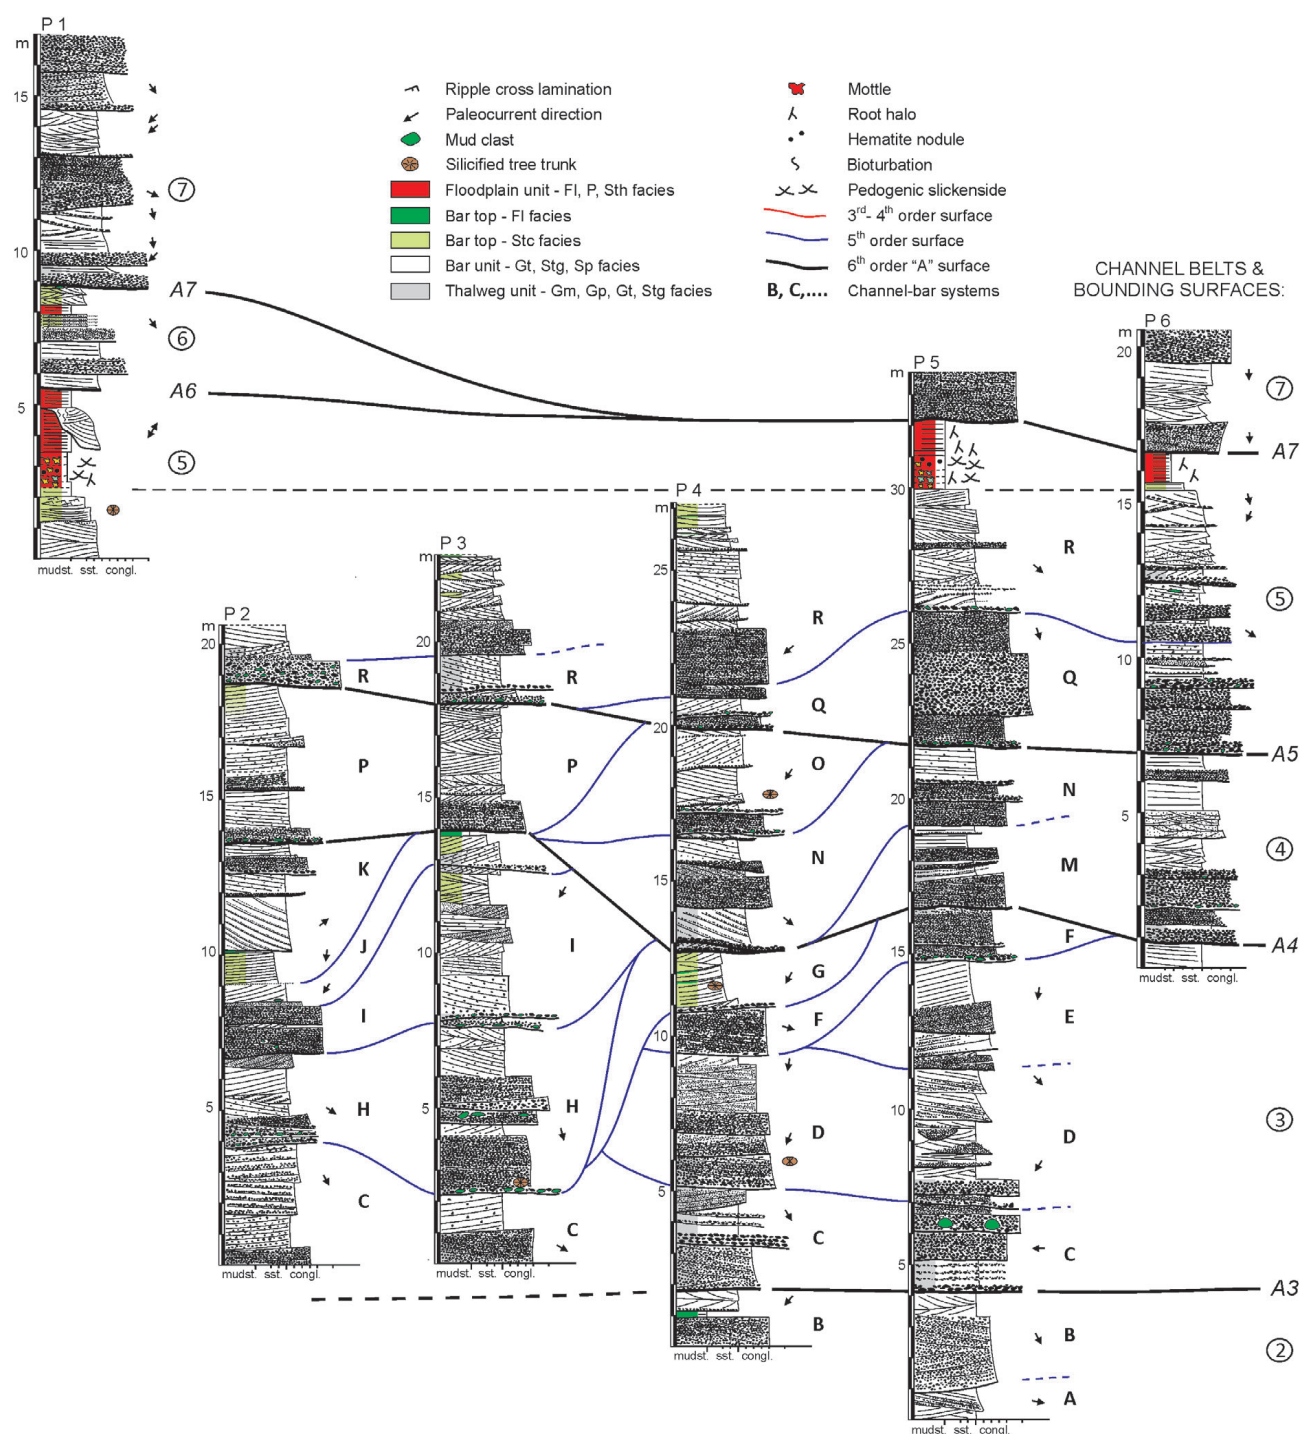 P 1
m
15
10
5
mudst. sst. congl.
7
6
5
A7
A6
Ripple cross lamination
Paleocurrent direction
Mud clast
Silicified tree trunk
Floodplain unit - Fl, P, Sth facies
Bar top - Fl facies
Bar top - Stc facies
Bar unit - Gt, Stg, Sp facies
Thalweg unit - Gm, Gp, Gt, Stg facies
Mottle
Root halo
Hematite nodule
Bioturbation
Pedogenic slickenside
3rd- 4th order surface
5th order surface
6th order “A” surface
B, C,.... Channel-bar systems
CHANNEL BELTS &
BOUNDING SURFACES:
P 2
m
20
15
10
5
mudst. sst. congl.
R
P
K
J
I
H
C
P 3
m
20
15
10
5
mudst. sst. congl.
R
P
I
H
C
P 4
m
25
20
15
10
5
mudst. sst. congl.
R
Q
O
N
G
F
D
C
B
P 5
m
30
25
20
15
10
5
mudst. sst. congl.
R
Q
N
M
F
E
D
C
B
A
P 6
m
20
15
10
5
mudst. sst. congl.
7
A7
5
A5
4
A4
3
A3
2